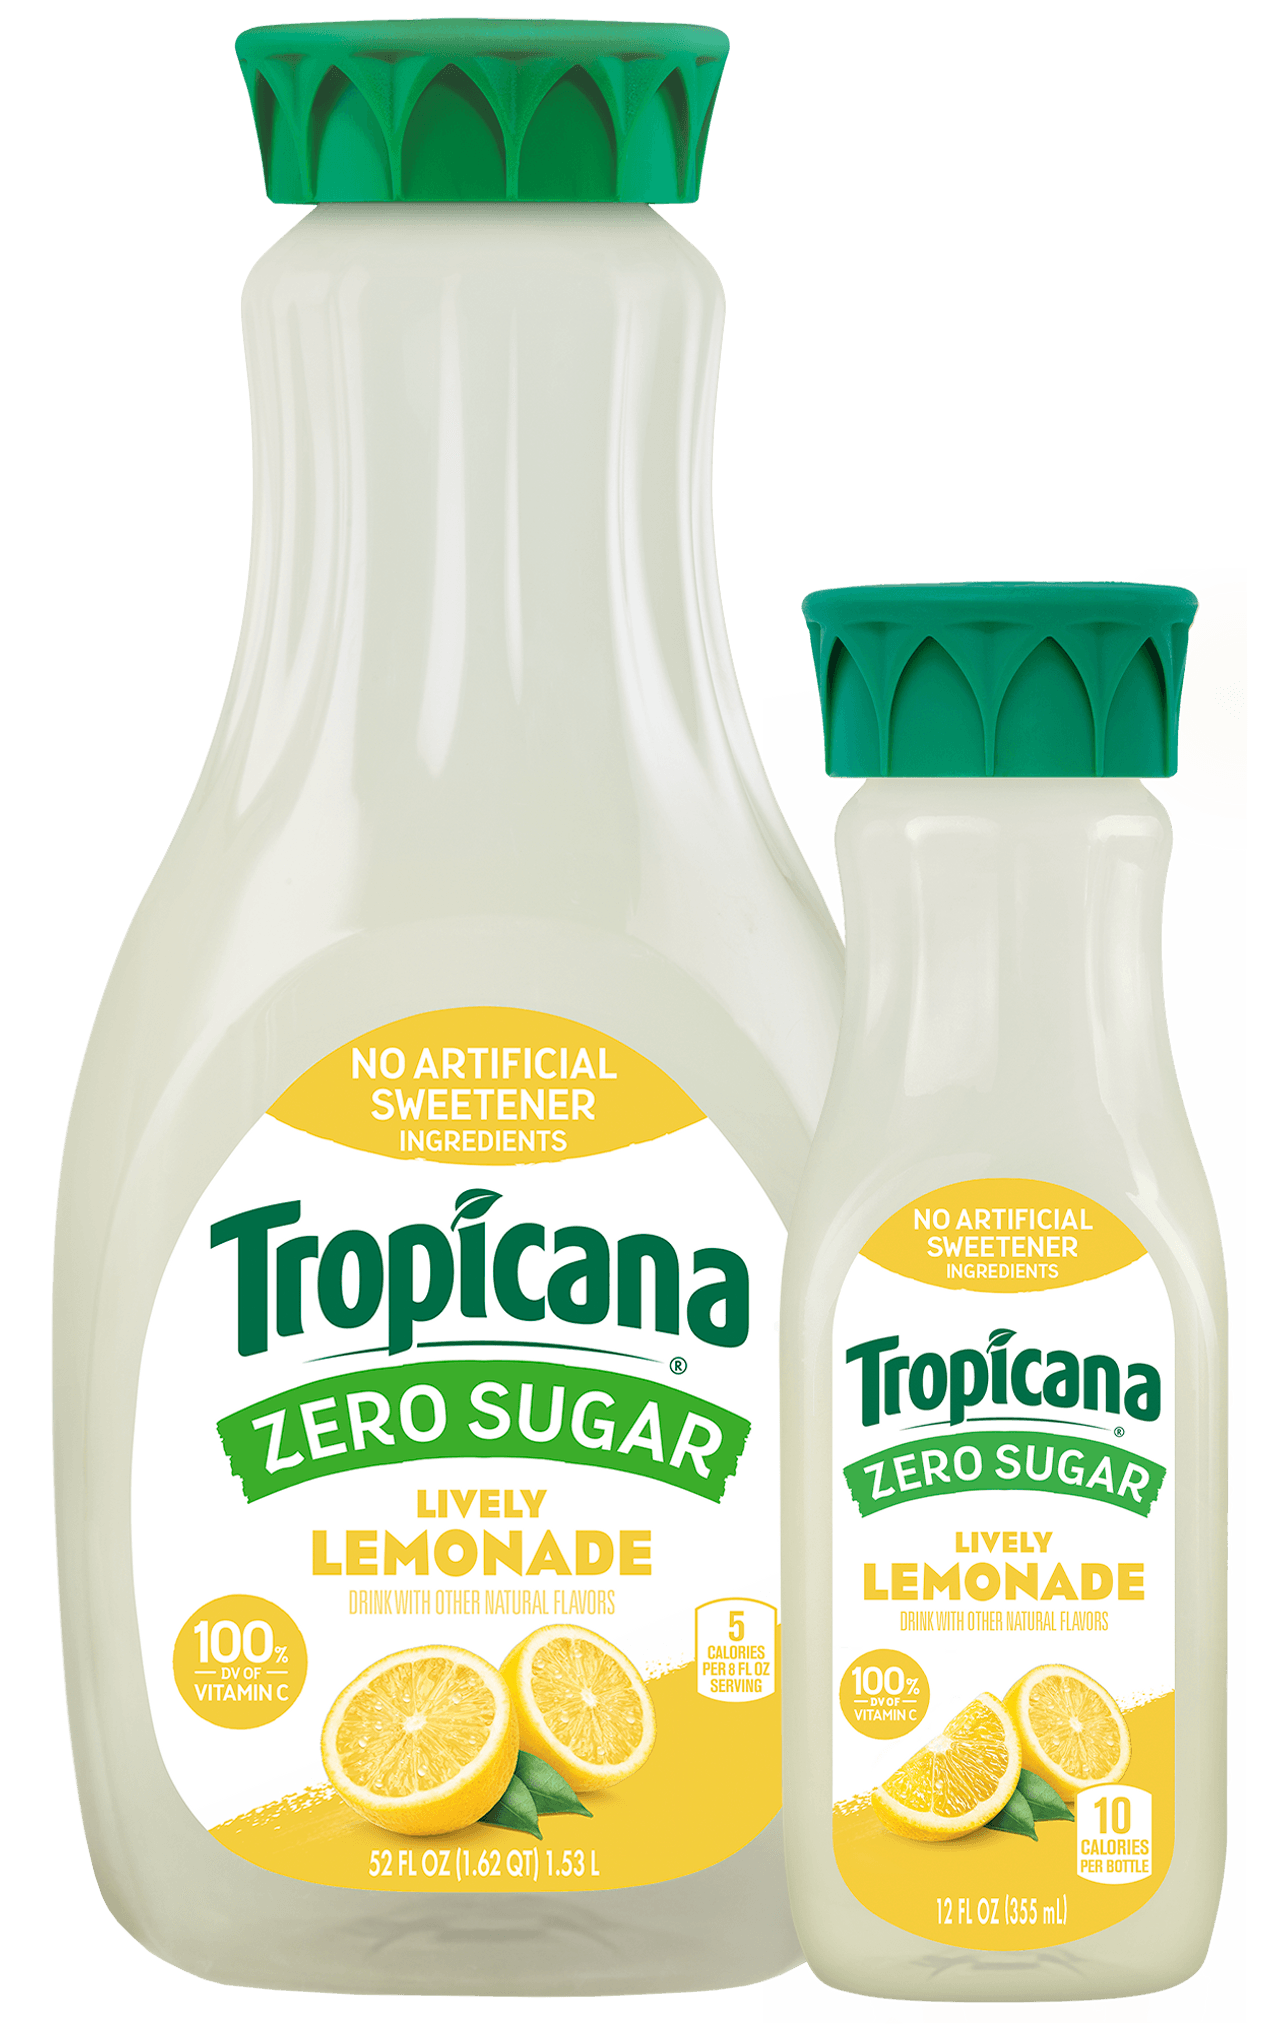 NO ARTIFICIAL
SWEETENER
INGREDIENTS
Tropicana
®
ZERO SUGAR
LIVELY
LEMONADE
DRINK WITH OTHER NATURAL FLAVORS
100%
DV OF
VITAMIN C
5
CALORIES
PER 8 FL OZ
SERVING
52 FL OZ (1.62 QT) 1.53 L
NO ARTIFICIAL
SWEETENER
INGREDIENTS
Tropicana
®
ZERO SUGAR
LIVELY
LEMONADE
DRINK WITH OTHER NATURAL FLAVORS
100%
DV OF
VITAMIN C
10
CALORIES
PER BOTTLE
12 FL OZ (355 mL)